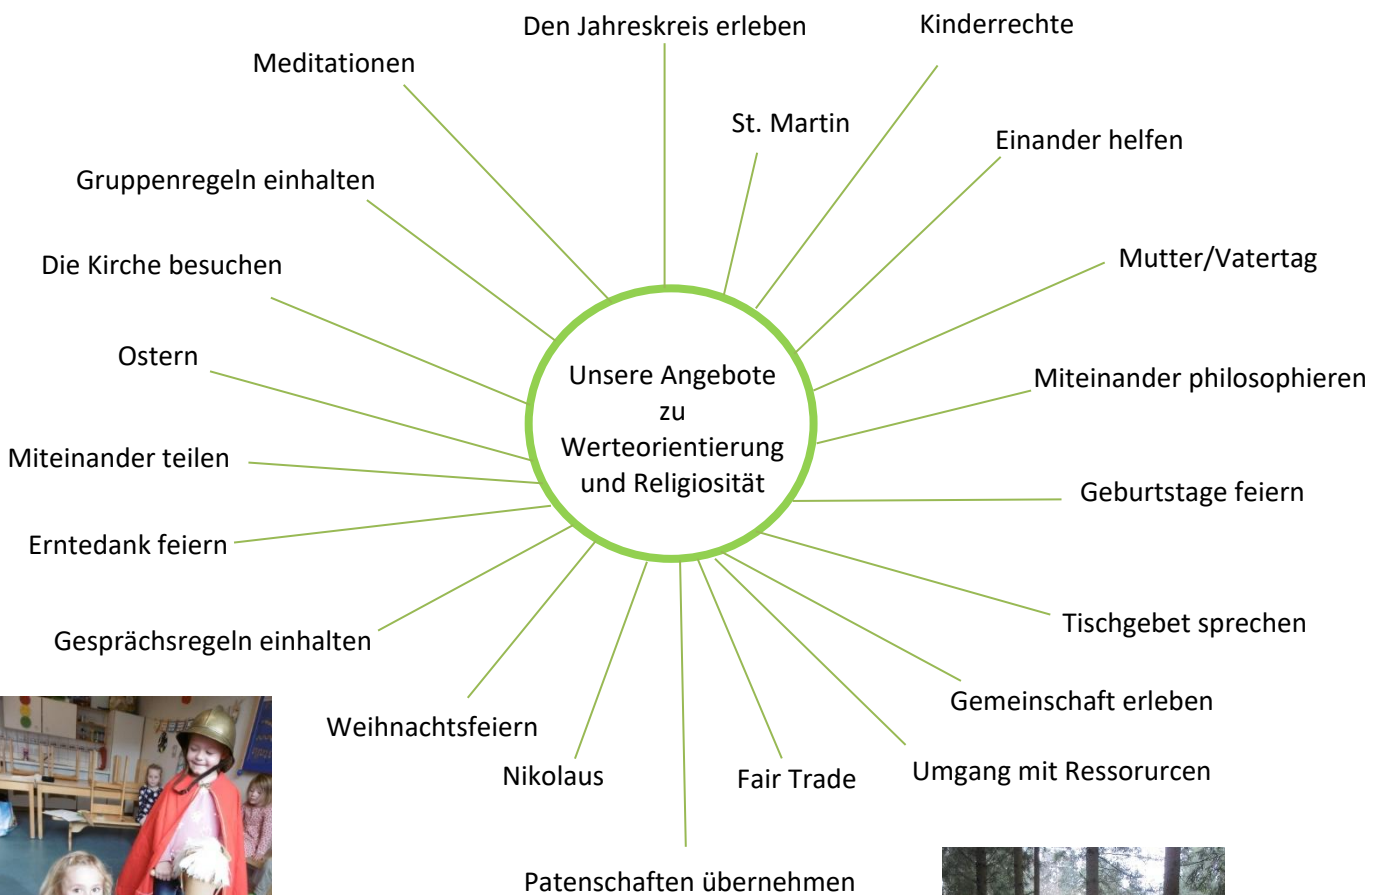 Den Jahreskreis erleben
Kinderrechte
Meditationen
St. Martin
Einander helfen
Gruppenregeln einhalten
Die Kirche besuchen
Mutter/Vatertag
Ostern
Unsere Angebote
zu
Werteorientierung
und Religiosität
Miteinander philosophieren
Miteinander teilen
Geburtstage feiern
Erntedank feiern
Tischgebet sprechen
Gesprächsregeln einhalten
Gemeinschaft erleben
Weihnachtsfeiern
Nikolaus
Fair Trade
Umgang mit Ressorurcen
Patenschaften übernehmen